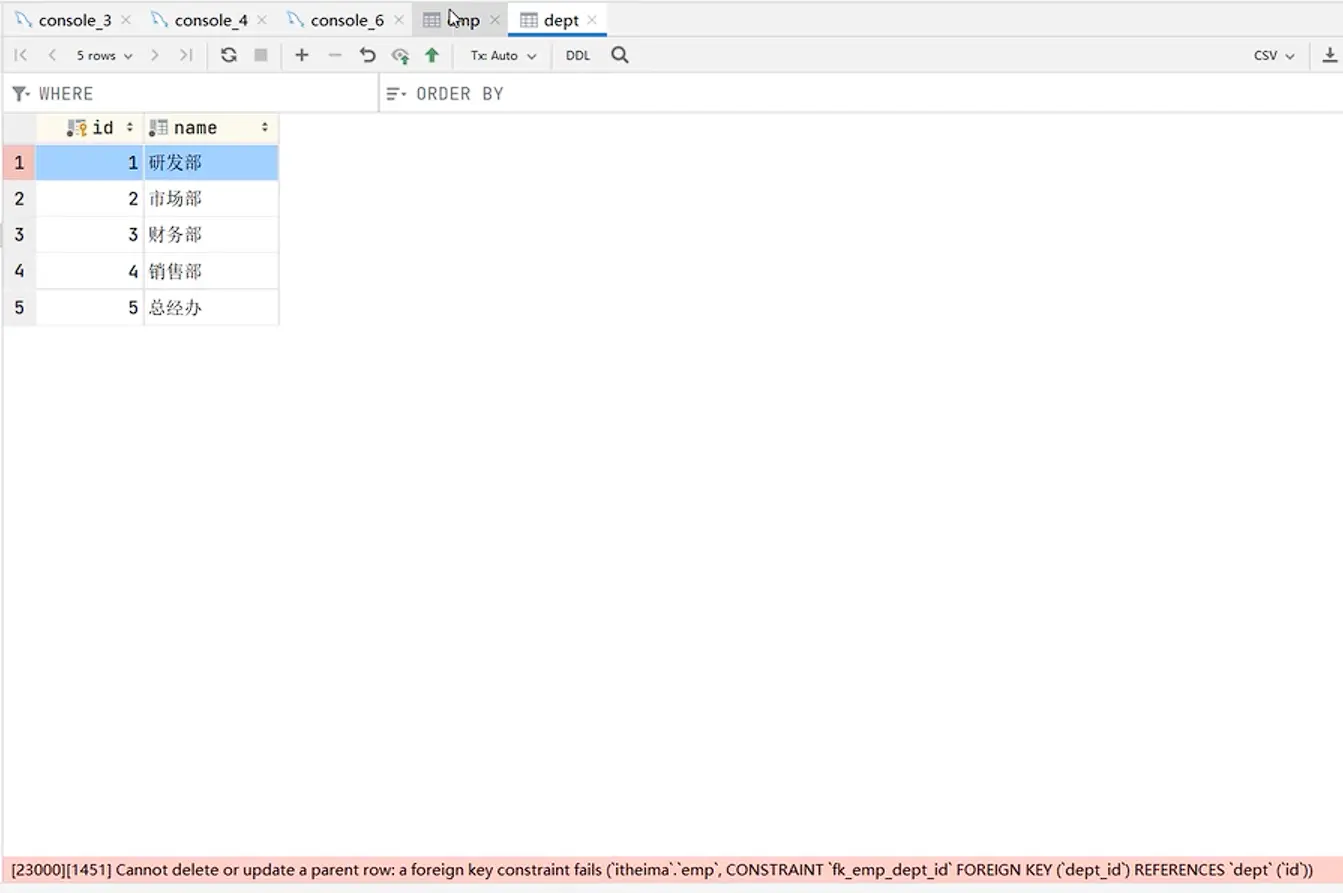 console_3 console_4 console_6 emp dept
5 rows Tx: Auto DDL CSV
WHERE ORDER BY
id name
1 1 研发部
2 2 市场部
3 3 财务部
4 4 销售部
5 5 总经办
[23000][1451] Cannot delete or update a parent row: a foreign key constraint fails (`itheima`.`emp`, CONSTRAINT `fk_emp_dept_id` FOREIGN KEY (`dept_id`) REFERENCES `dept` (`id`))